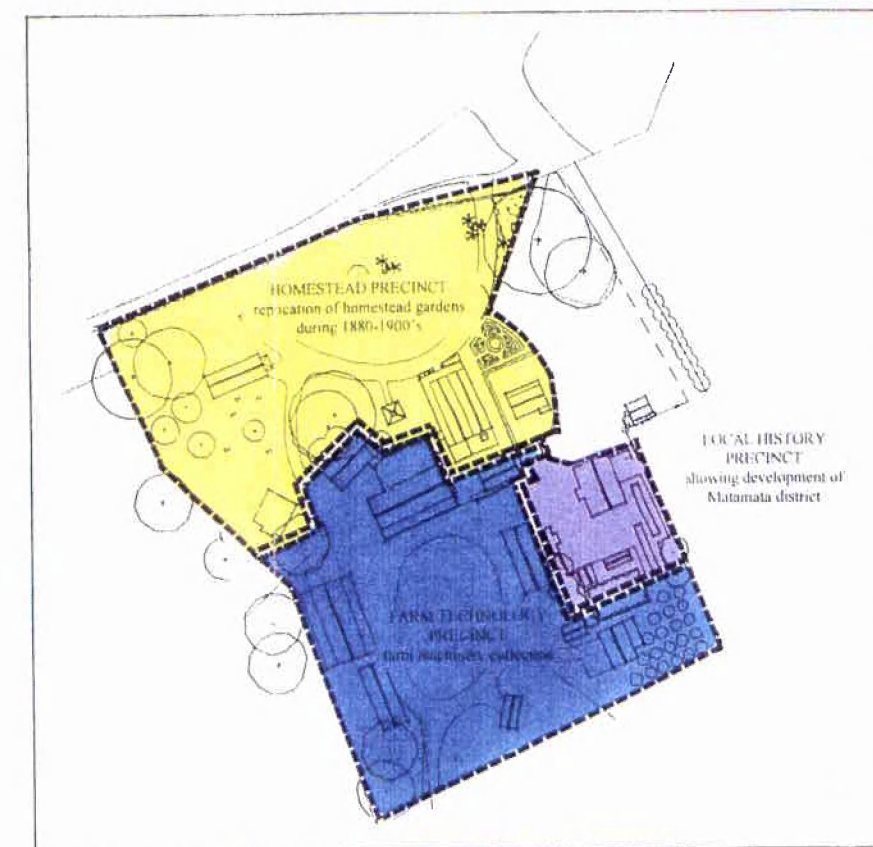 HOMESTEAD PRECINCT
replication of homestead gardens
during 1880-1900's
LOCAL HISTORY
PRECINCT
showing development of
Matamata district
FARM TECHNOLOGY
PRECINCT
farm machinery collection